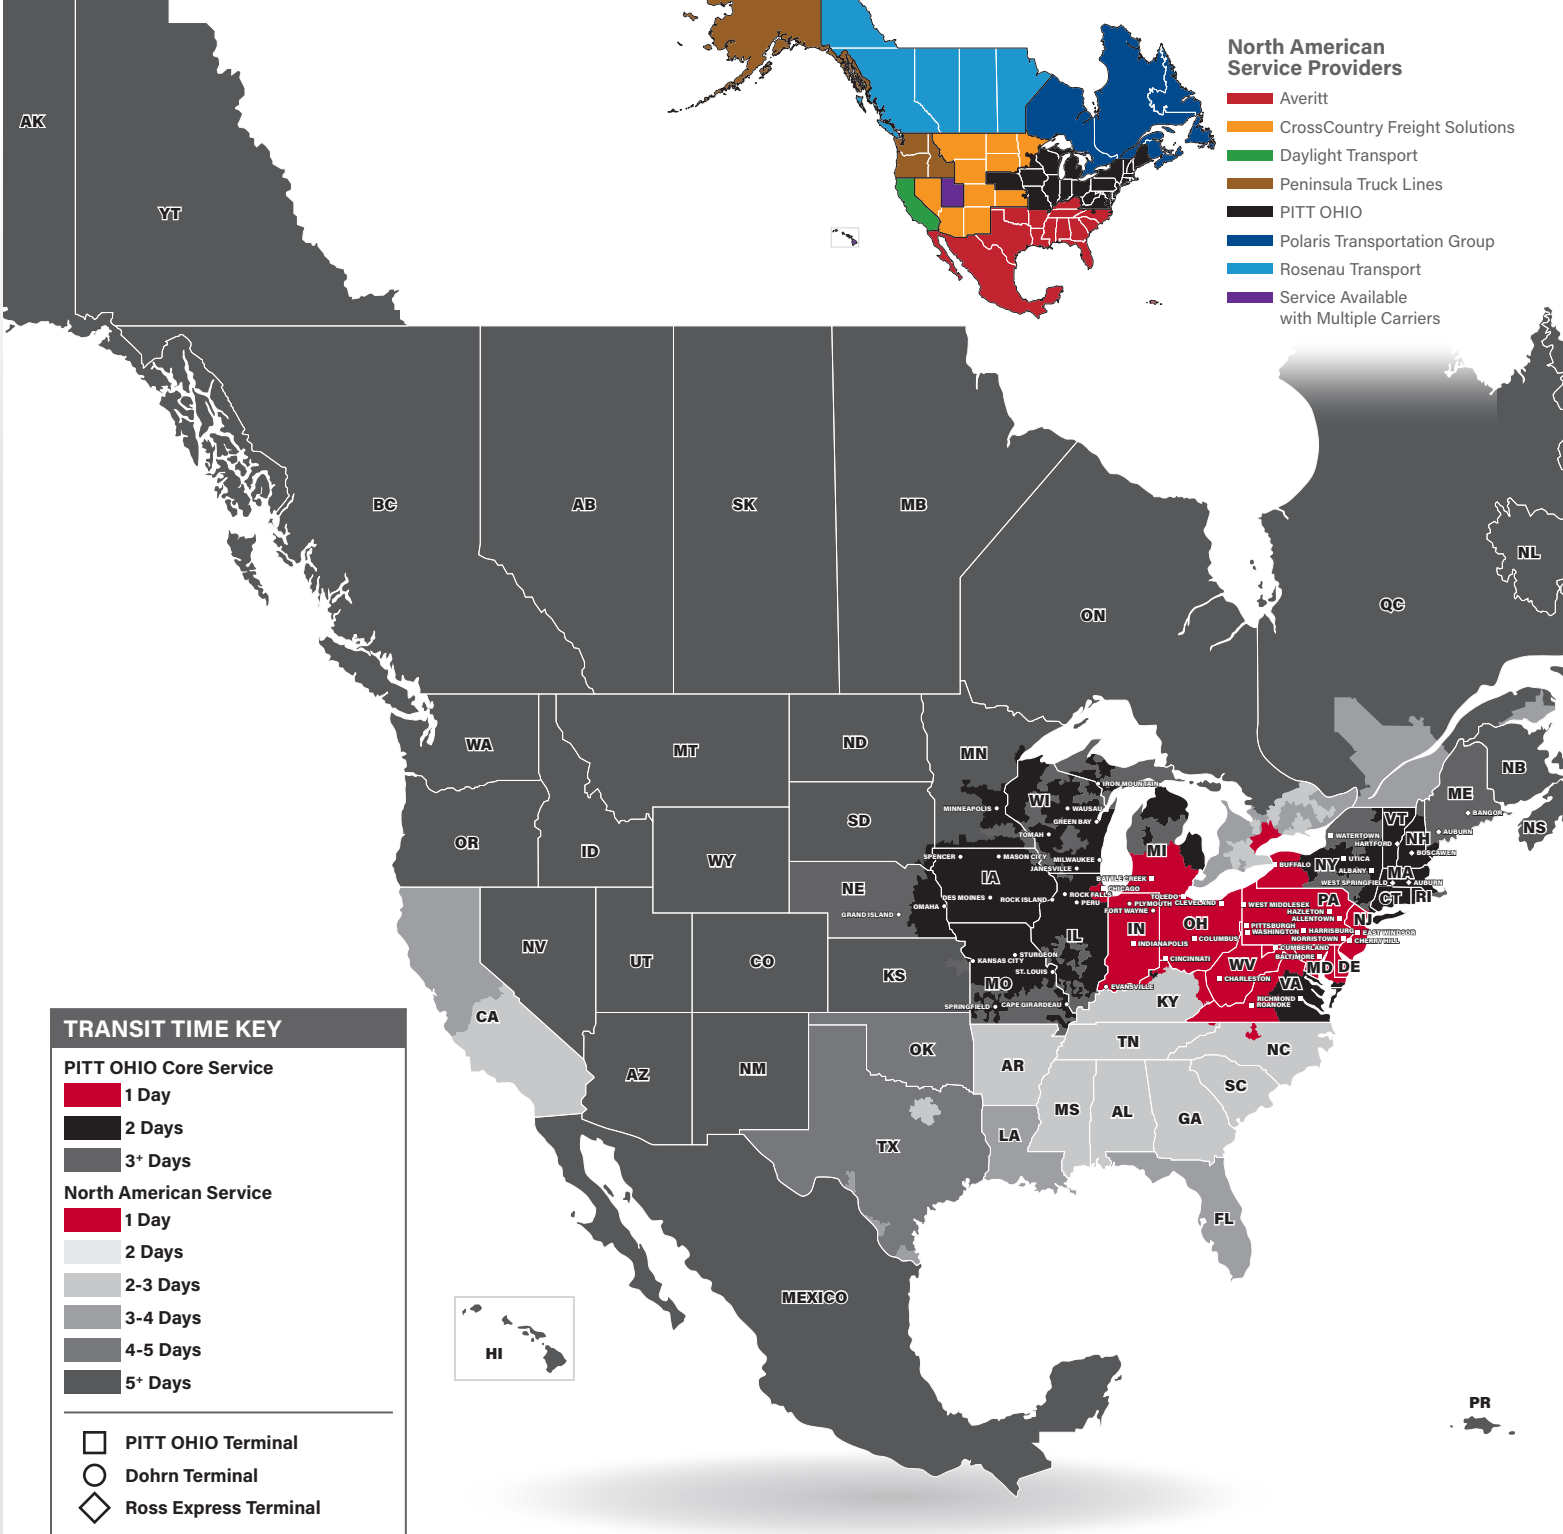 North American
Service Providers
Averitt
CrossCountry Freight Solutions
Daylight Transport
Peninsula Truck Lines
PITT OHIO
Polaris Transportation Group
Rosenau Transport
Service Available
with Multiple Carriers
AK
YT
BC
AB
SK
MB
ON
QC
NL
NB
NS
WA
MT
ND
MN
OR
ID
WY
SD
NE
NV
UT
CO
KS
CA
AZ
NM
OK
TX
AR
LA
MS
AL
GA
FL
TN
KY
NC
SC
MEXICO
HI
PR
WI
MI
IA
IL
MO
IN
OH
WV
VA
PA
NY
NJ
MD
DE
VT
NH
ME
MA
CT
RI
IRON MOUNTAIN
MINNEAPOLIS
WAUSAU
GREEN BAY
TOMAH
SPENCER
MASON CITY
MILWAUKEE
JANESVILLE
BATTLE CREEK
CHICAGO
DES MOINES
ROCK ISLAND
ROCK FALLS
PERU
OMAHA
GRAND ISLAND
TOLEDO
PLYMOUTH
CLEVELAND
FORT WAYNE
INDIANAPOLIS
COLUMBUS
CINCINNATI
EVANSVILLE
KANSAS CITY
STURGEON
ST. LOUIS
SPRINGFIELD
CAPE GIRARDEAU
CHARLESTON
RICHMOND
ROANOKE
WEST MIDDLESEX
HAZLETON
ALLENTOWN
PITTSBURGH
WASHINGTON
HARRISBURG
NORRISTOWN
EAST WINDSOR
CHERRY HILL
CUMBERLAND
BALTIMORE
BUFFALO
WATERTOWN
HARTFORD
UTICA
ALBANY
WEST SPRINGFIELD
AUBURN
BOSCAWEN
AUBURN
BANGOR
TRANSIT TIME KEY
PITT OHIO Core Service
1 Day
2 Days
3+ Days
North American Service
1 Day
2 Days
2-3 Days
3-4 Days
4-5 Days
5+ Days
PITT OHIO Terminal
Dohrn Terminal
Ross Express Terminal